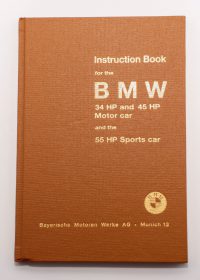 Instruction Book
for the
BMW
34 HP and 45 HP
Motor car
and the
55 HP Sports car
Bayerische Motoren Werke AG - Munich 13